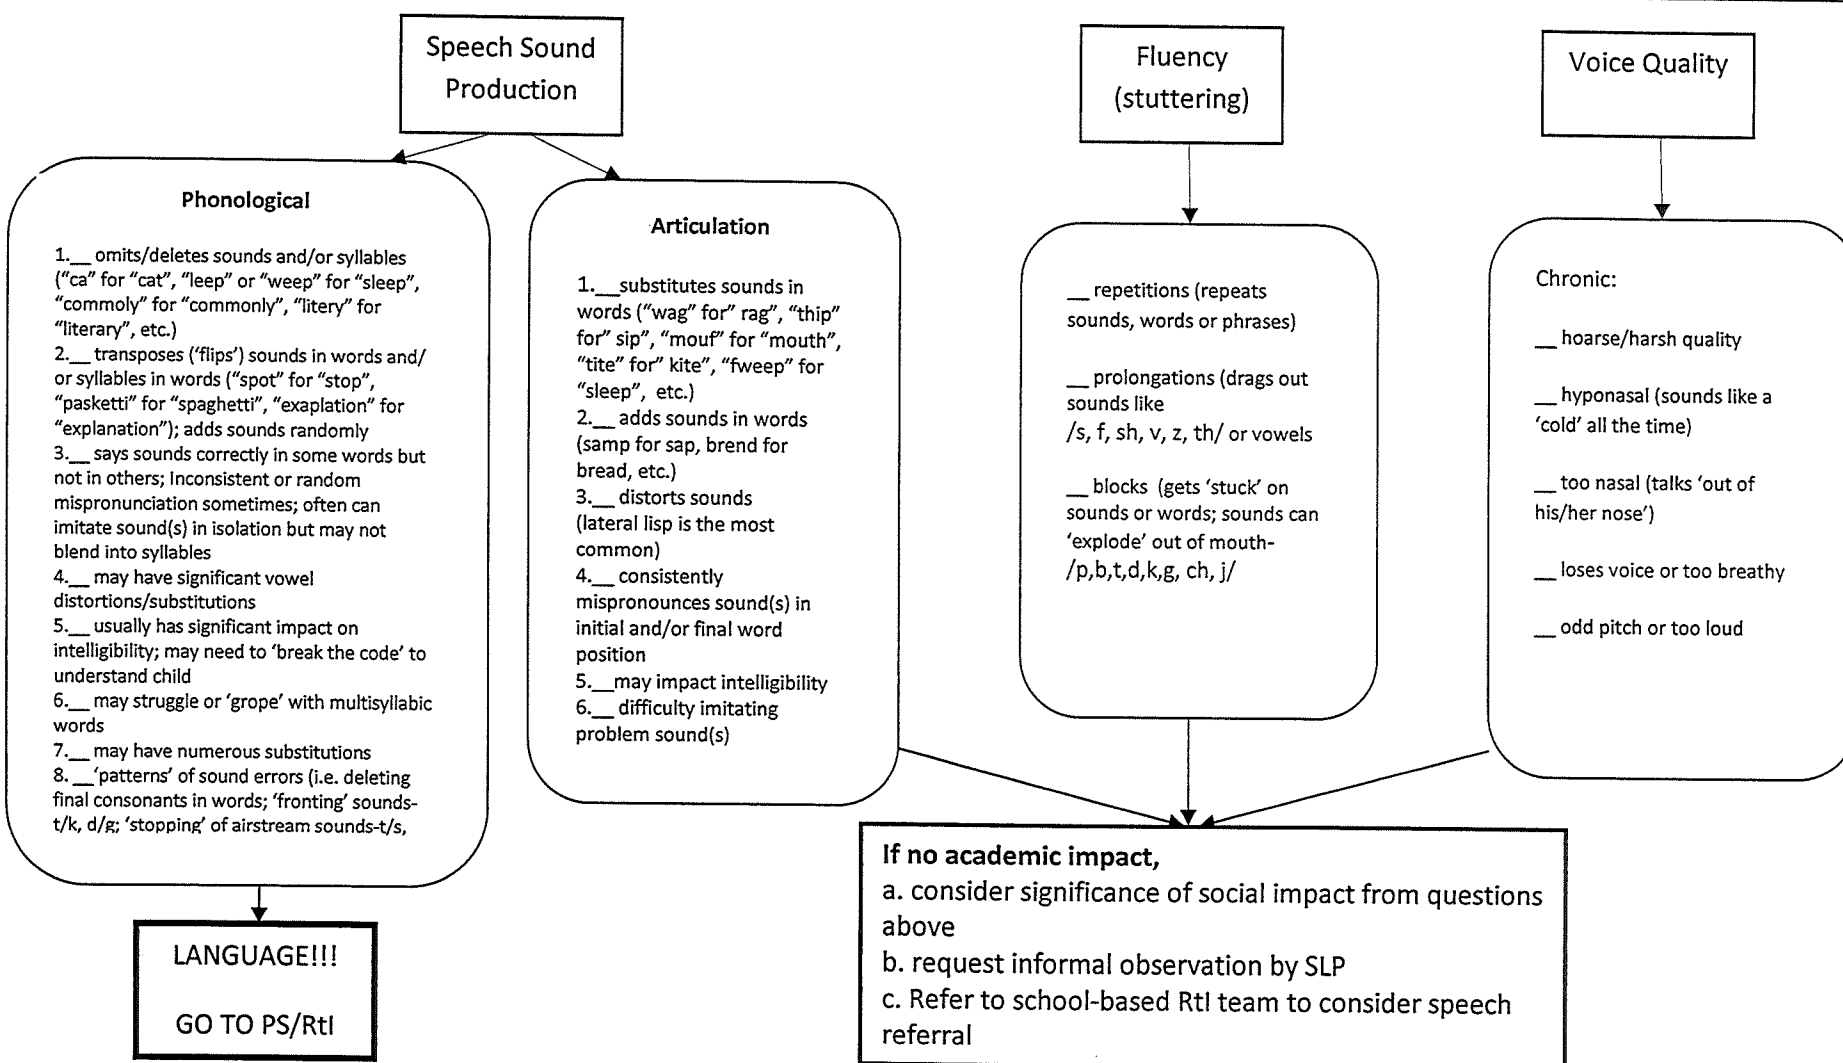 Speech Sound
Production
Fluency
(stuttering)
Voice Quality
Phonological
1.__ omits/deletes sounds and/or syllables
(“ca” for “cat”, “leep” or “weep” for “sleep”,
“commoly” for “commonly”, “litery” for
“literary”, etc.)
2.__ transposes (‘flips’) sounds in words and/
or syllables in words (“spot” for “stop”,
“pasketti” for “spaghetti”, “exaplation” for
“explanation”); adds sounds randomly
3.__ says sounds correctly in some words but
not in others; Inconsistent or random
mispronunciation sometimes; often can
imitate sound(s) in isolation but may not
blend into syllables
4.__ may have significant vowel
distortions/substitutions
5.__ usually has significant impact on
intelligibility; may need to ‘break the code’ to
understand child
6.__ may struggle or ‘grope’ with multisyllabic
words
7.__ may have numerous substitutions
8. __‘patterns’ of sound errors (i.e. deleting
final consonants in words; ‘fronting’ sounds-
t/k, d/g; ‘stopping’ of airstream sounds-t/s,
Articulation
1.__substitutes sounds in
words (“wag” for” rag”, “thip”
for” sip”, “mouf” for “mouth”,
“tite” for” kite”, “fweep” for
“sleep”, etc.)
2.__ adds sounds in words
(samp for sap, brend for
bread, etc.)
3.__ distorts sounds
(lateral lisp is the most
common)
4.__ consistently
mispronounces sound(s) in
initial and/or final word
position
5.__may impact intelligibility
6.__ difficulty imitating
problem sound(s)
__ repetitions (repeats
sounds, words or phrases)
__ prolongations (drags out
sounds like
/s, f, sh, v, z, th/ or vowels
__ blocks (gets ‘stuck’ on
sounds or words; sounds can
‘explode’ out of mouth-
/p,b,t,d,k,g, ch, j/
Chronic:
__ hoarse/harsh quality
__ hyponasal (sounds like a
‘cold’ all the time)
__ too nasal (talks ‘out of
his/her nose’)
__ loses voice or too breathy
__ odd pitch or too loud
LANGUAGE!!!
GO TO PS/RtI
If no academic impact,
a. consider significance of social impact from questions
above
b. request informal observation by SLP
c. Refer to school-based RtI team to consider speech
referral